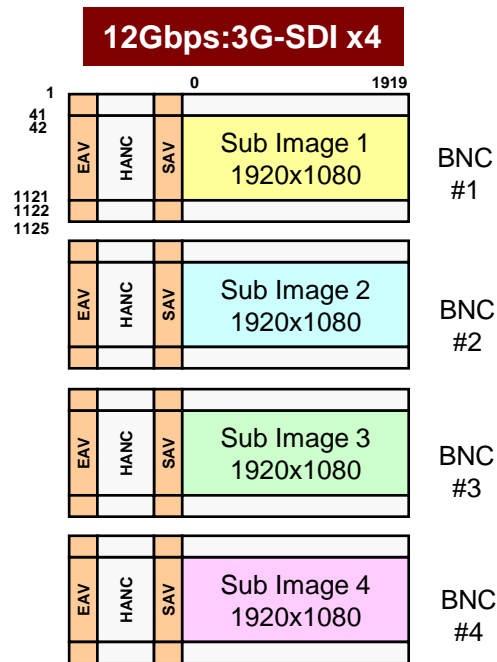 12Gbps:3G-SDI x4
0 1919
1
41
42
EAV
HANC
SAV
Sub Image 1
1920x1080
BNC
#1
1121
1122
1125
EAV
HANC
SAV
Sub Image 2
1920x1080
BNC
#2
EAV
HANC
SAV
Sub Image 3
1920x1080
BNC
#3
EAV
HANC
SAV
Sub Image 4
1920x1080
BNC
#4